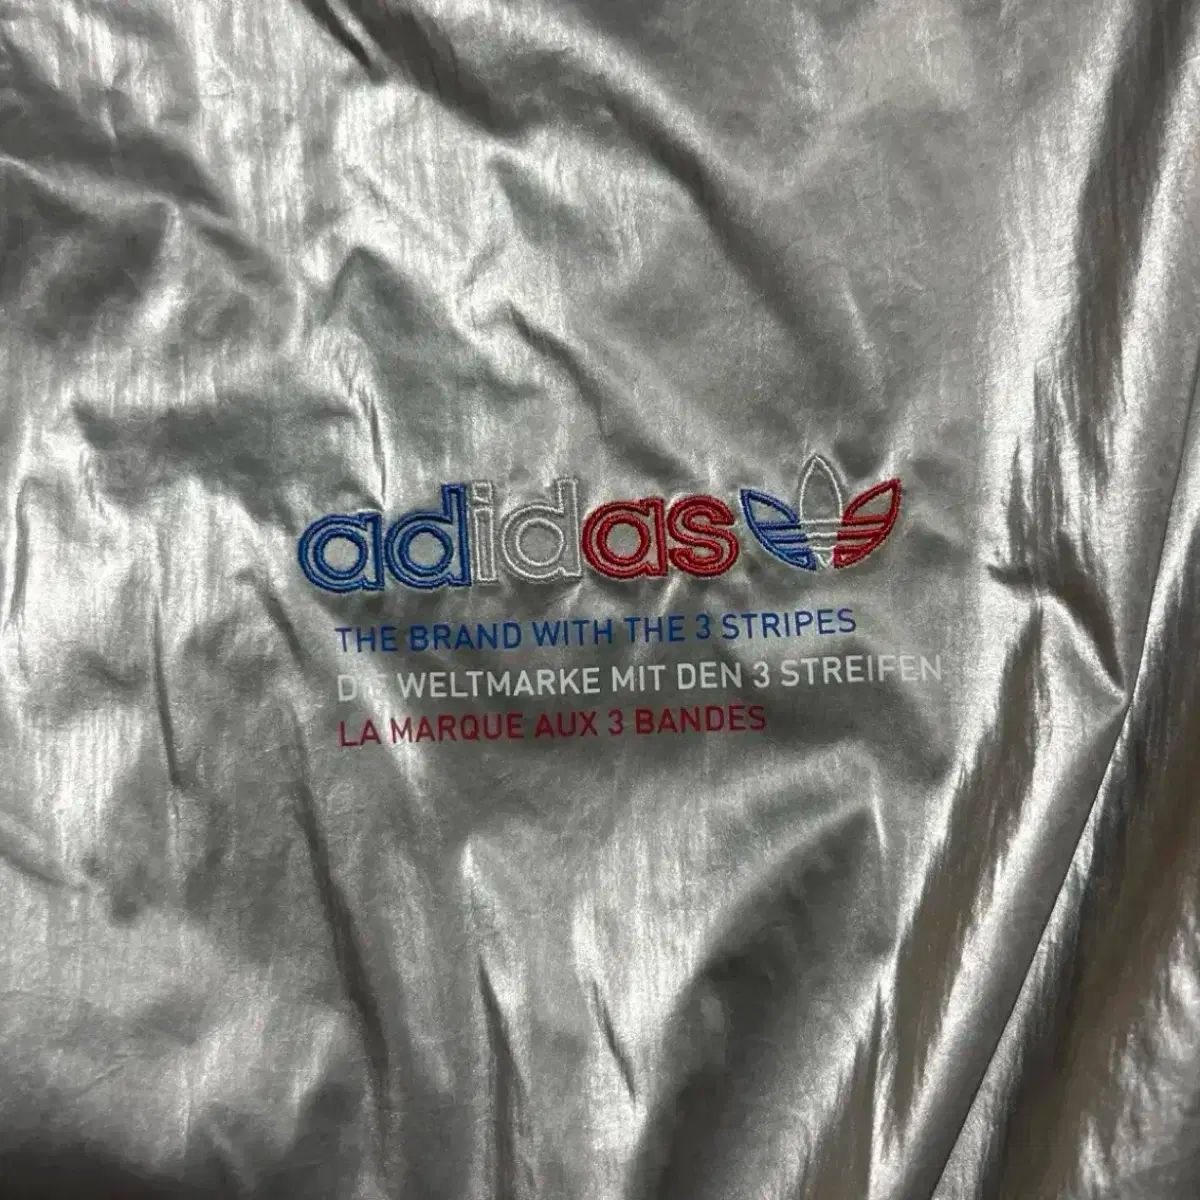 adidas
THE BRAND WITH THE 3 STRIPES
DIE WELTMARKE MIT DEN 3 STREIFEN
LA MARQUE AUX 3 BANDES